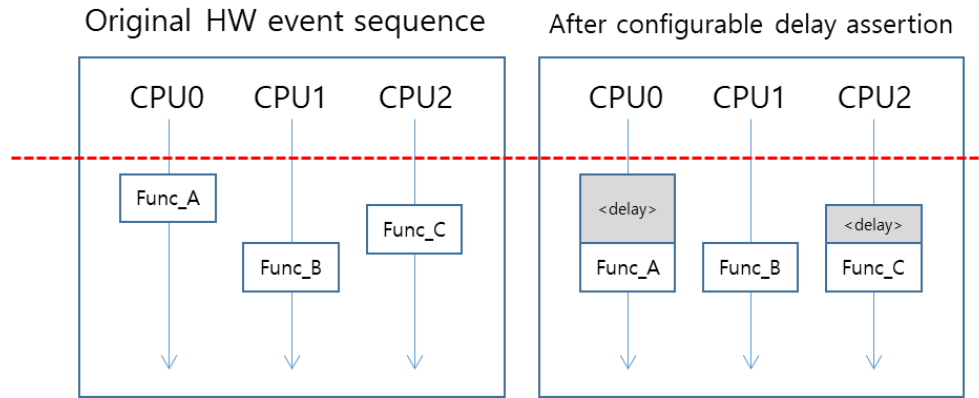 Original HW event sequence
CPU0 CPU1 CPU2
Func_A
Func_C
Func_B
After configurable delay assertion
CPU0 CPU1 CPU2
<delay>
<delay>
Func_A Func_B Func_C